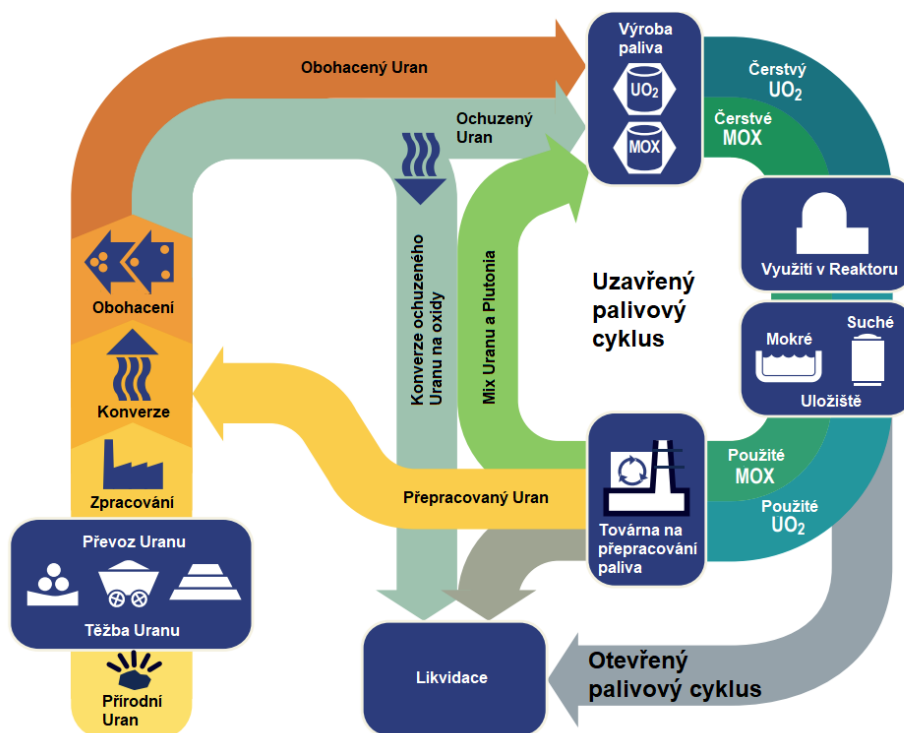 Obohacený Uran
Výroba
paliva
UO₂
MOX
Čerstvý
UO₂
Čerstvé
MOX
Ochuzený
Uran
Využití v Reaktoru
Mokré
Suché
Uložiště
Obohacení
Konverze
Zpracování
Převoz Uranu
Těžba Uranu
Přírodní
Uran
Konverze ochuzeného
Uranu na oxidy
Mix Uranu a Plutonia
Uzavřený
palivový
cyklus
Přepracovaný Uran
Továrna na
přepracování
paliva
Použité
MOX
Použité
UO₂
Likvidace
Otevřený
palivový cyklus